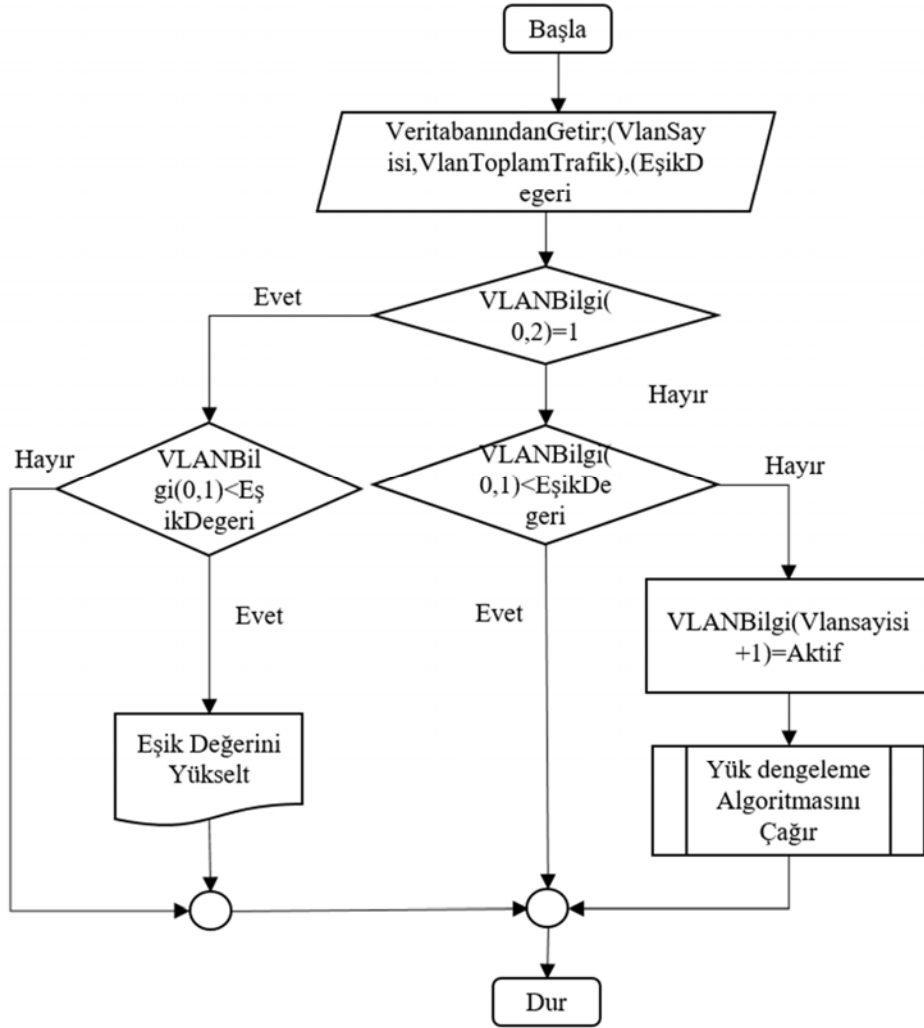 Başla
VeritabanındanGetir;(VlanSay
isi,VlanToplamTrafik),(EşikD
egeri
Evet
VLANBilgi(
0,2)=1
Hayır
Hayır
VLANBil
gi(0,1)<Eş
ikDegeri
VLANBilgi(
0,1)<EşikDe
geri
Hayır
Evet
Evet
VLANBilgi(Vlansayisi
+1)=Aktif
Eşik Değerini
Yükselt
Yük dengeleme
Algoritmasını
Çağır
Dur